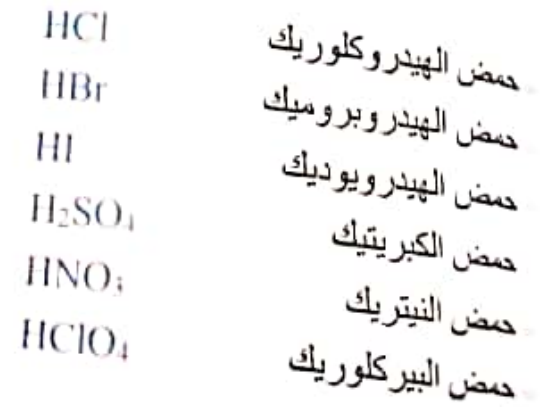 حمض الهيدروكلوريك HCl
حمض الهيدروبروميك HBr
حمض الهيدرويوديك HI
حمض الكبريتيك H₂SO₄
حمض النيتريك HNO₃
حمض البيركلوريك HClO₄